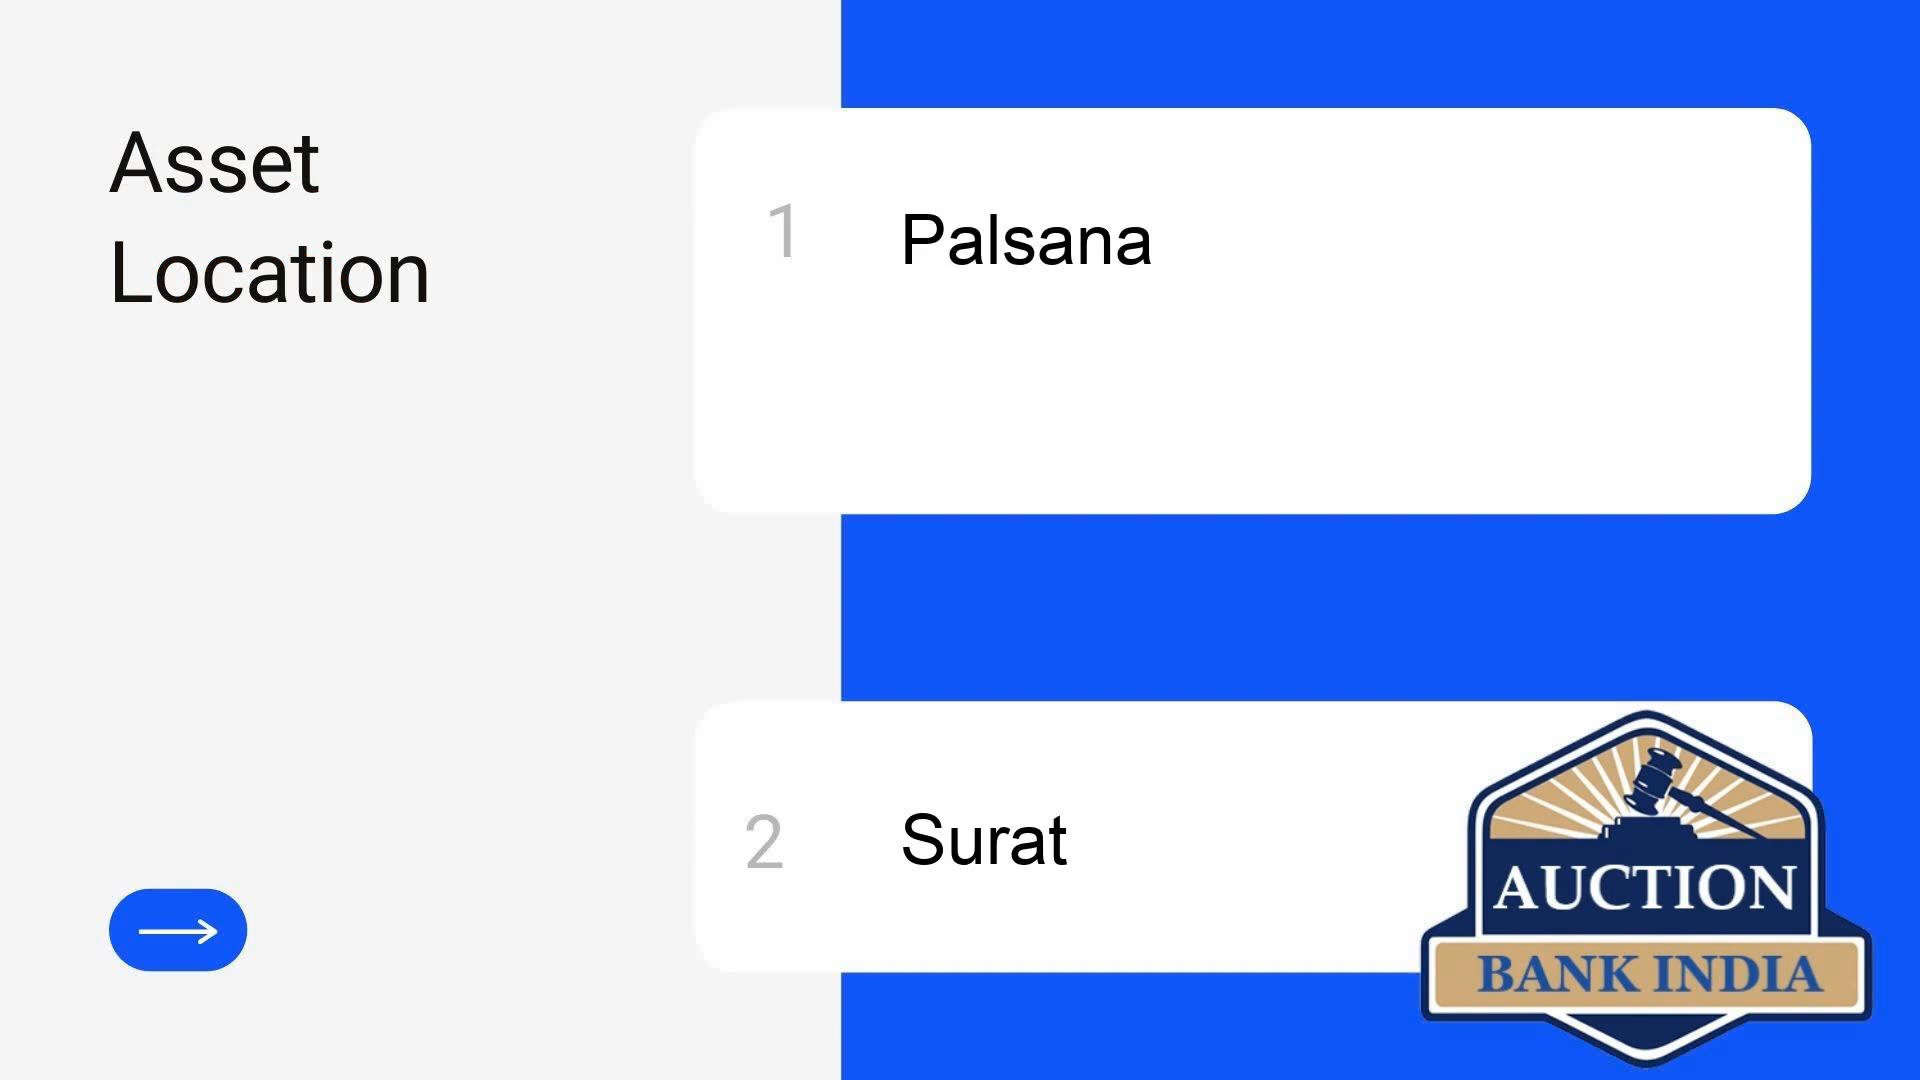 Asset
Location
1
Palsana
2
Surat
AUCTION
BANK INDIA